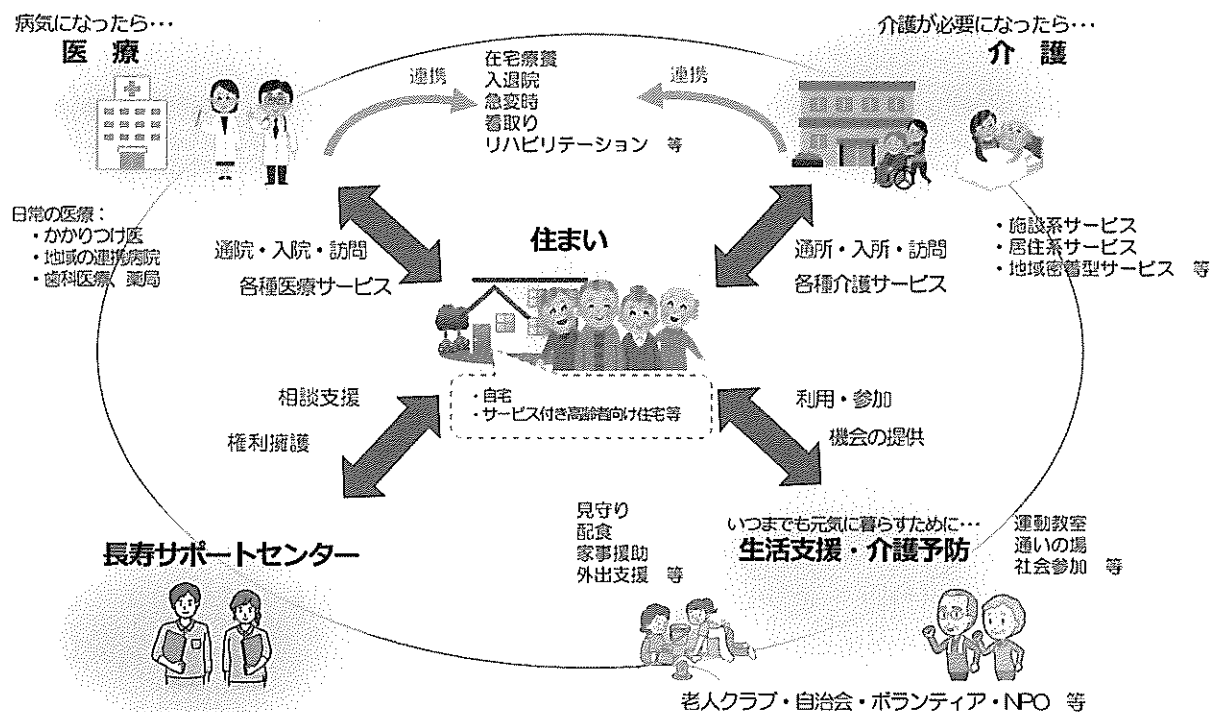 病気になったら…
医 療
介護が必要になったら…
介 護
連携
在宅療養
入退院
急変時
看取り
リハビリテーション 等
連携
日常の医療：
・かかりつけ医
・地域の連携病院
・歯科医療、薬局
通院・入院・訪問
各種医療サービス
住まい
通所・入所・訪問
各種介護サービス
・施設系サービス
・居住系サービス
・地域密着型サービス 等
・自宅
・サービス付き高齢者向け住宅等
相談支援
権利擁護
利用・参加
機会の提供
長寿サポートセンター
見守り
配食
家事援助
外出支援 等
いつまでも元気に暮らすために…
生活支援・介護予防
運動教室
通いの場
社会参加 等
老人クラブ・自治会・ボランティア・NPO 等